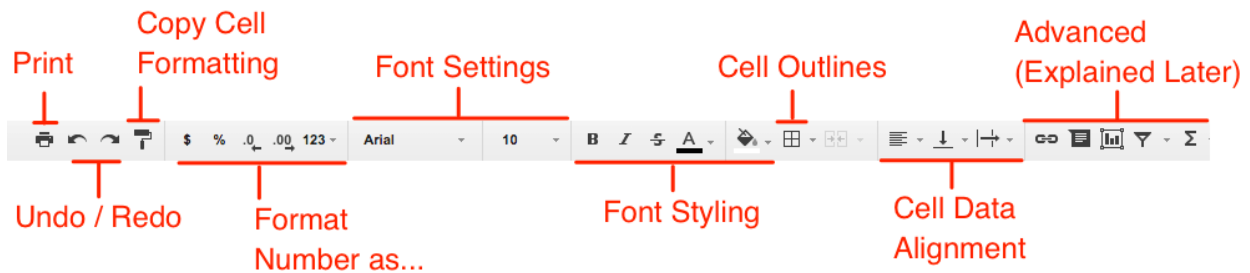 Copy Cell
Formatting
Print
Font Settings
Cell Outlines
Advanced
(Explained Later)
$ % .0 .00 123 Arial 10 B I S A Σ
Undo / Redo
Format
Number as...
Font Styling
Cell Data
Alignment